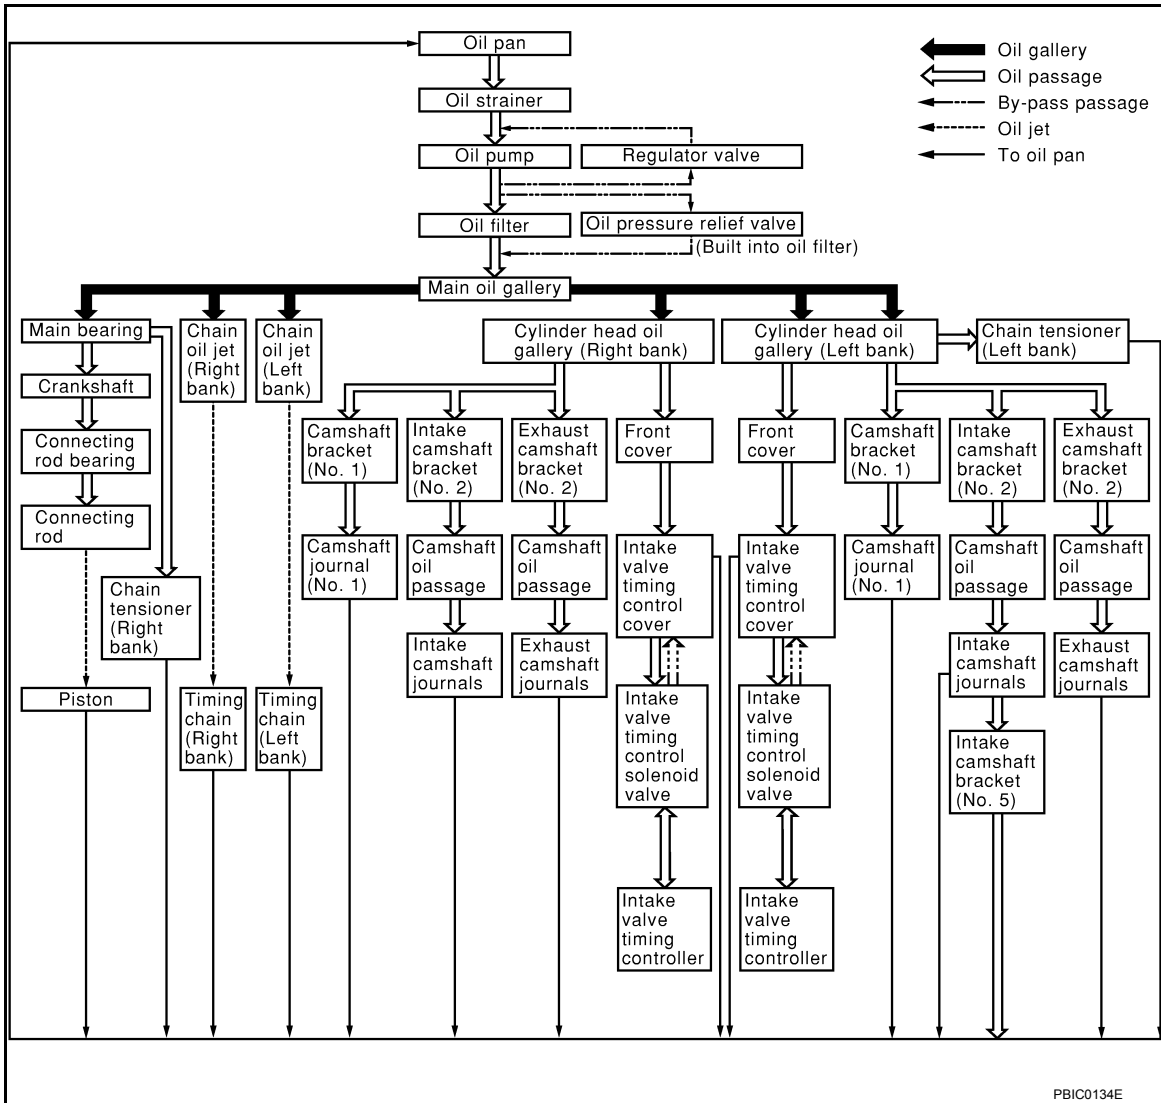 Oil pan
Oil strainer
Oil pump
Regulator valve
Oil filter
Oil pressure relief valve
(Built into oil filter)
Main oil gallery
Oil gallery
Oil passage
By-pass passage
Oil jet
To oil pan
Main bearing
Chain
oil jet
(Right
bank)
Chain
oil jet
(Left
bank)
Cylinder head oil
gallery (Right bank)
Cylinder head oil
gallery (Left bank)
Chain tensioner
(Left bank)
Crankshaft
Connecting
rod bearing
Connecting
rod
Chain
tensioner
(Right
bank)
Piston
Timing
chain
(Right
bank)
Timing
chain
(Left
bank)
Camshaft
bracket
(No. 1)
Intake
camshaft
bracket
(No. 2)
Exhaust
camshaft
bracket
(No. 2)
Front
cover
Front
cover
Camshaft
bracket
(No. 1)
Intake
camshaft
bracket
(No. 2)
Exhaust
camshaft
bracket
(No. 2)
Camshaft
journal
(No. 1)
Camshaft
oil
passage
Camshaft
oil
passage
Intake
valve
timing
control
cover
Intake
valve
timing
control
cover
Camshaft
journal
(No. 1)
Camshaft
oil
passage
Camshaft
oil
passage
Intake
camshaft
journals
Exhaust
camshaft
journals
Intake
valve
timing
control
solenoid
valve
Intake
valve
timing
control
solenoid
valve
Intake
camshaft
journals
Exhaust
camshaft
journals
Intake
camshaft
bracket
(No. 5)
Intake
valve
timing
controller
Intake
valve
timing
controller
PBIC0134E